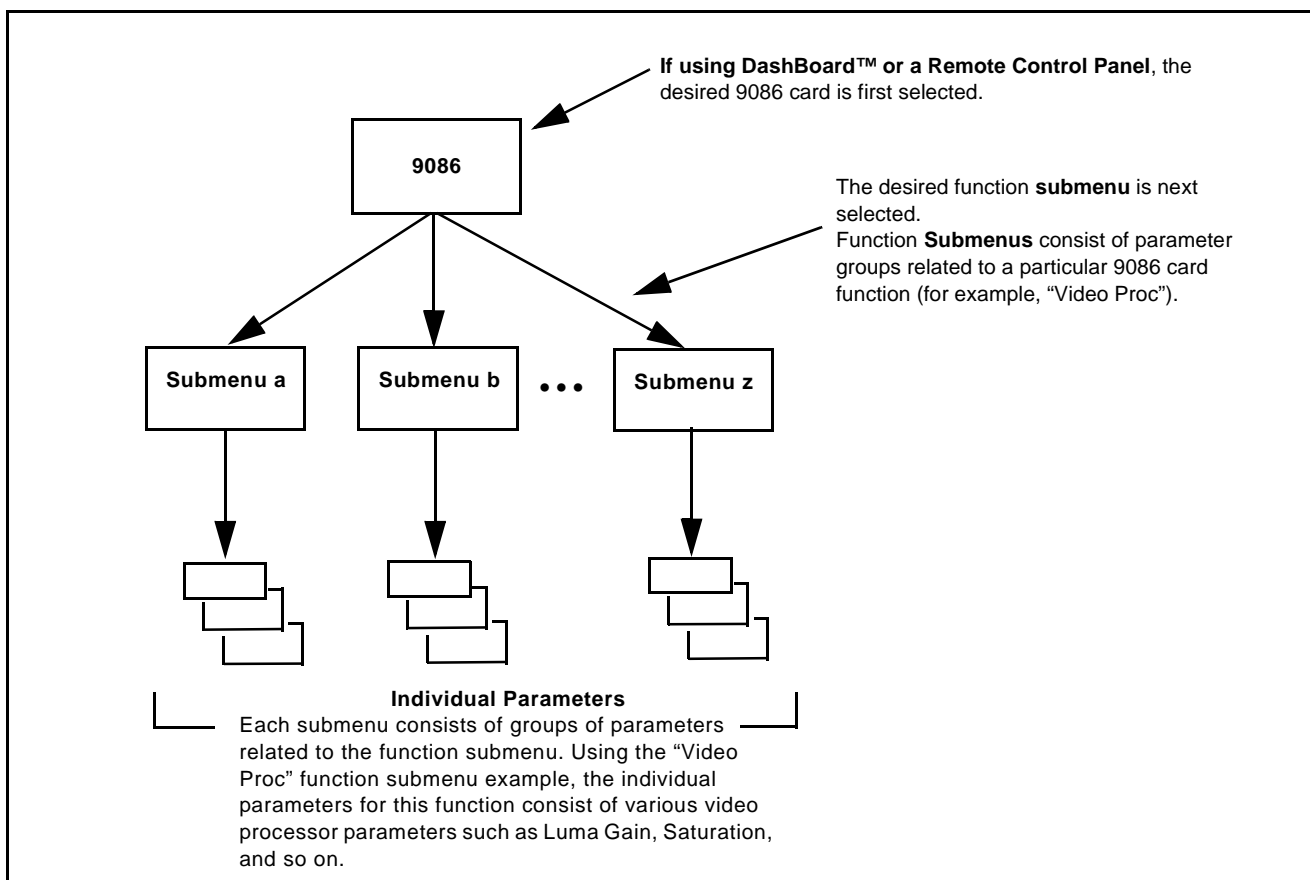 If using DashBoard™ or a Remote Control Panel, the
desired 9086 card is first selected.
9086
The desired function submenu is next
selected.
Function Submenus consist of parameter
groups related to a particular 9086 card
function (for example, “Video Proc”).
Submenu a
Submenu b
•••
Submenu z
Individual Parameters
Each submenu consists of groups of parameters
related to the function submenu. Using the “Video
Proc” function submenu example, the individual
parameters for this function consist of various video
processor parameters such as Luma Gain, Saturation,
and so on.